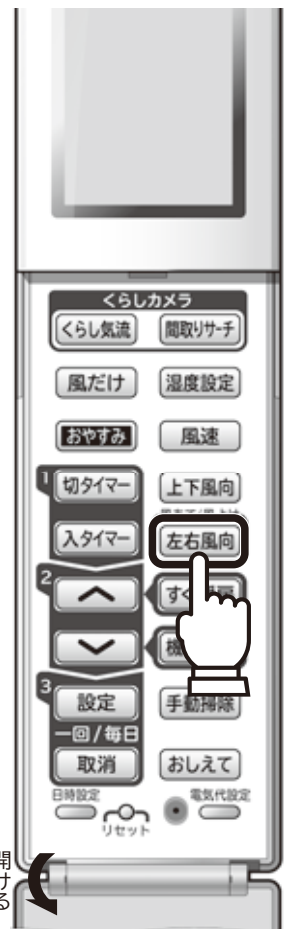 くらしカメラ
くらし気流 間取りサーチ
風だけ 湿度設定
おやすみ 風速
1 切タイマー 上下風向
入タイマー 左右風向
2
3 設定 手動掃除
一回/毎日
取消 おしえて
日時設定 電気代設定
リセット
開ける